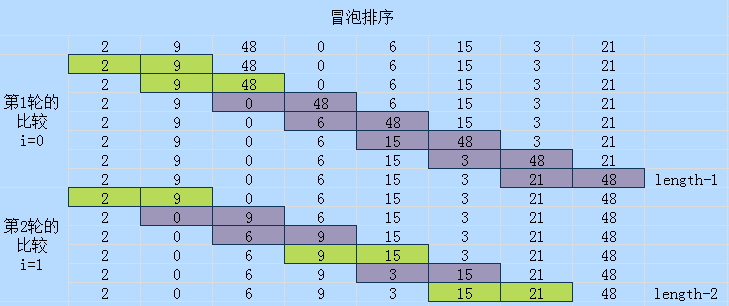 冒泡排序
2 9 48 0 6 15 3 21
2 9 48 0 6 15 3 21
2 9 48 0 6 15 3 21
第1轮的 2 9 0 48 6 15 3 21
比较 2 9 0 6 48 15 3 21
i=0 2 9 0 6 15 48 3 21
2 9 0 6 15 3 48 21
2 9 0 6 15 3 21 48 length-1
2 9 0 6 15 3 21 48
第2轮的 2 0 9 6 15 3 21 48
比较 2 0 6 9 15 3 21 48
i=1 2 0 6 9 15 3 21 48
2 0 6 9 3 15 21 48
2 0 6 9 3 15 21 48 length-2